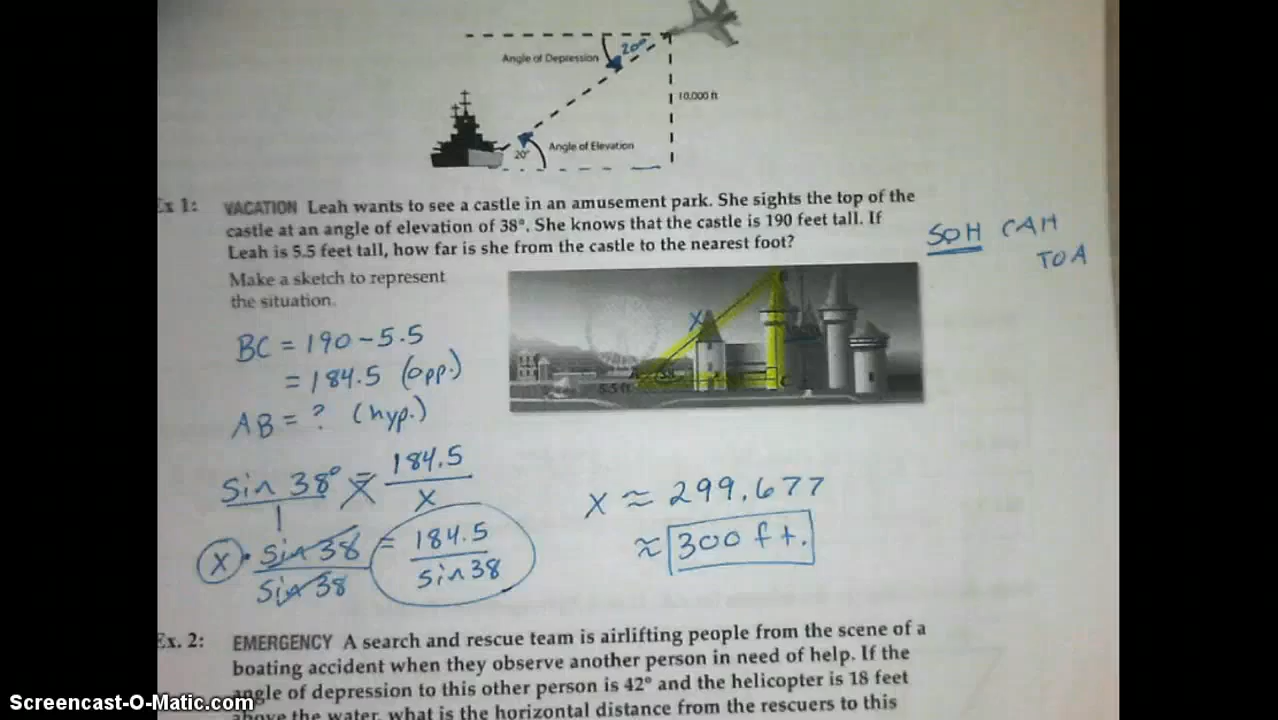 20°
Angle of Depression
10,000 ft
20° Angle of Elevation
Ex 1: VACATION Leah wants to see a castle in an amusement park. She sights the top of the
castle at an angle of elevation of 38°. She knows that the castle is 190 feet tall. If
Leah is 5.5 feet tall, how far is she from the castle to the nearest foot?
SOH CAH
TOA
Make a sketch to represent
the situation.
X
5.5 ft
C
BC = 190 - 5.5
= 184.5 (opp.)
AB = ? (hyp.)
sin 38° = 184.5
1 X
X · sin 38 = 184.5
sin 38 sin 38
X ≈ 299.677
≈ 300 ft.
Ex. 2: EMERGENCY A search and rescue team is airlifting people from the scene of a
boating accident when they observe another person in need of help. If the
angle of depression to this other person is 42° and the helicopter is 18 feet
above the water, what is the horizontal distance from the rescuers to this
Screencast-O-Matic.com